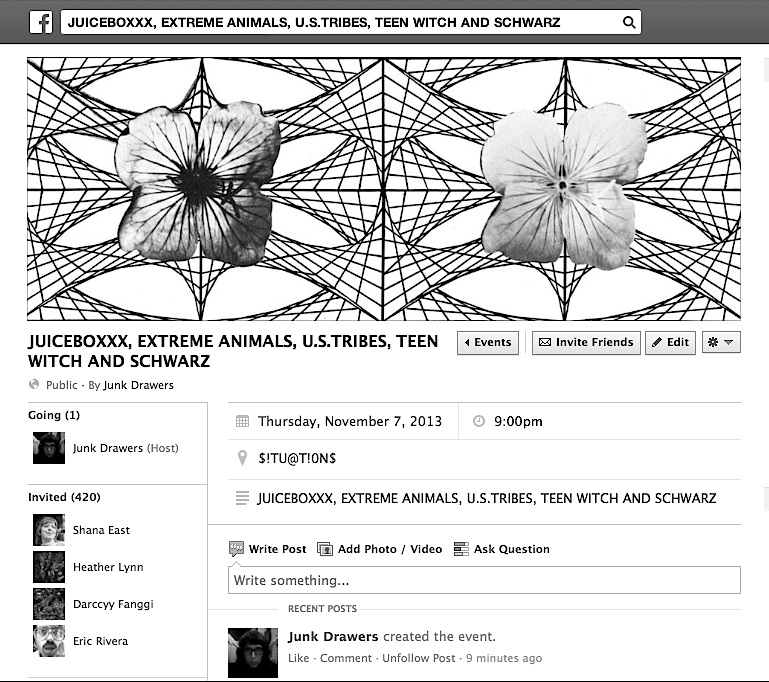 JUICEBOXXX, EXTREME ANIMALS, U.S.TRIBES, TEEN WITCH AND SCHWARZ
JUICEBOXXX, EXTREME ANIMALS, U.S.TRIBES, TEEN
WITCH AND SCHWARZ
Events
Invite Friends
Edit
Public · By Junk Drawers
Going (1)
Junk Drawers (Host)
Invited (420)
Shana East
Heather Lynn
Darccyy Fanggi
Eric Rivera
Thursday, November 7, 2013
9:00pm
$!TU@T!0N$
JUICEBOXXX, EXTREME ANIMALS, U.S.TRIBES, TEEN WITCH AND SCHWARZ
Write Post
Add Photo / Video
Ask Question
Write something...
RECENT POSTS
Junk Drawers created the event.
Like · Comment · Unfollow Post · 9 minutes ago